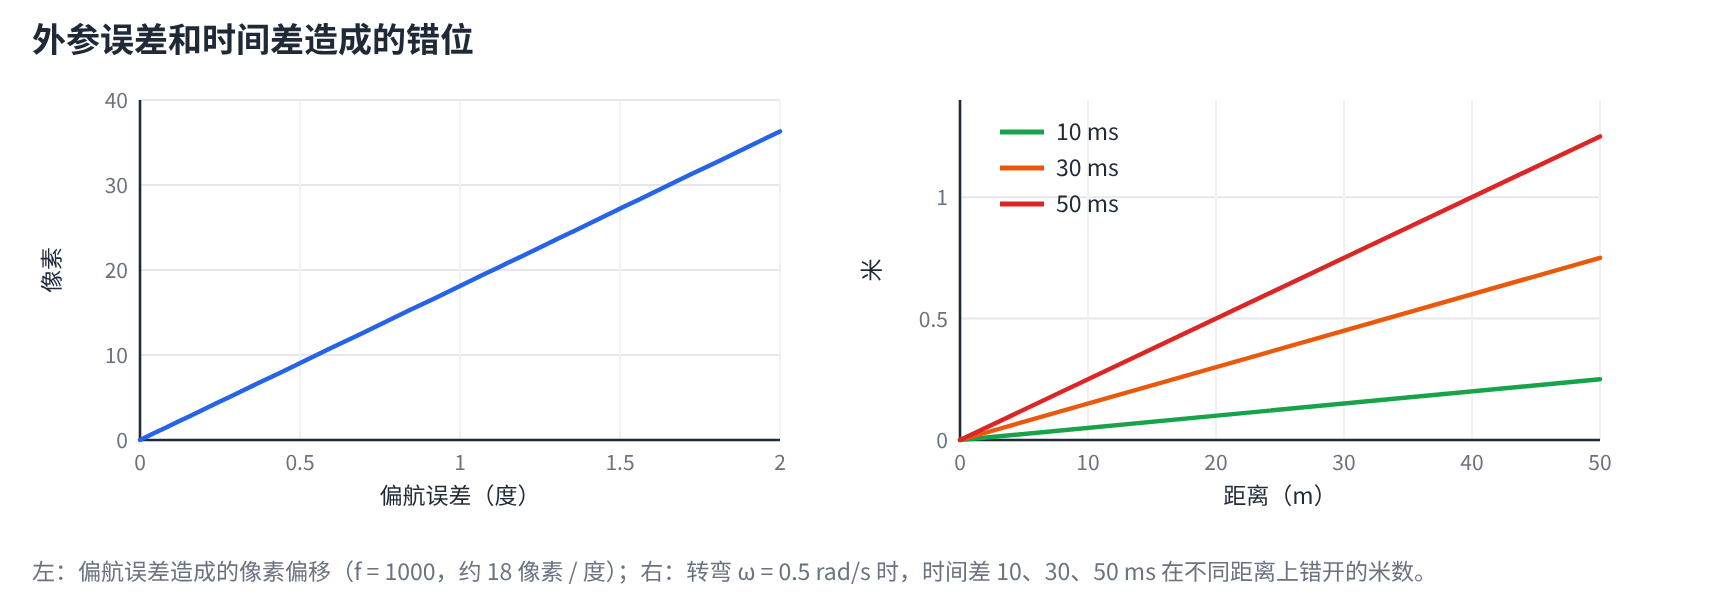 外参误差和时间差造成的错位
40
30
20
10
0
像素
0
0.5
1
1.5
2
偏航误差（度）
10 ms
30 ms
50 ms
1
0.5
0
米
0
10
20
30
40
50
距离（m）
左：偏航误差造成的像素偏移（f = 1000，约 18 像素 / 度）；右：转弯 ω = 0.5 rad/s 时，时间差 10、30、50 ms 在不同距离上错开的米数。